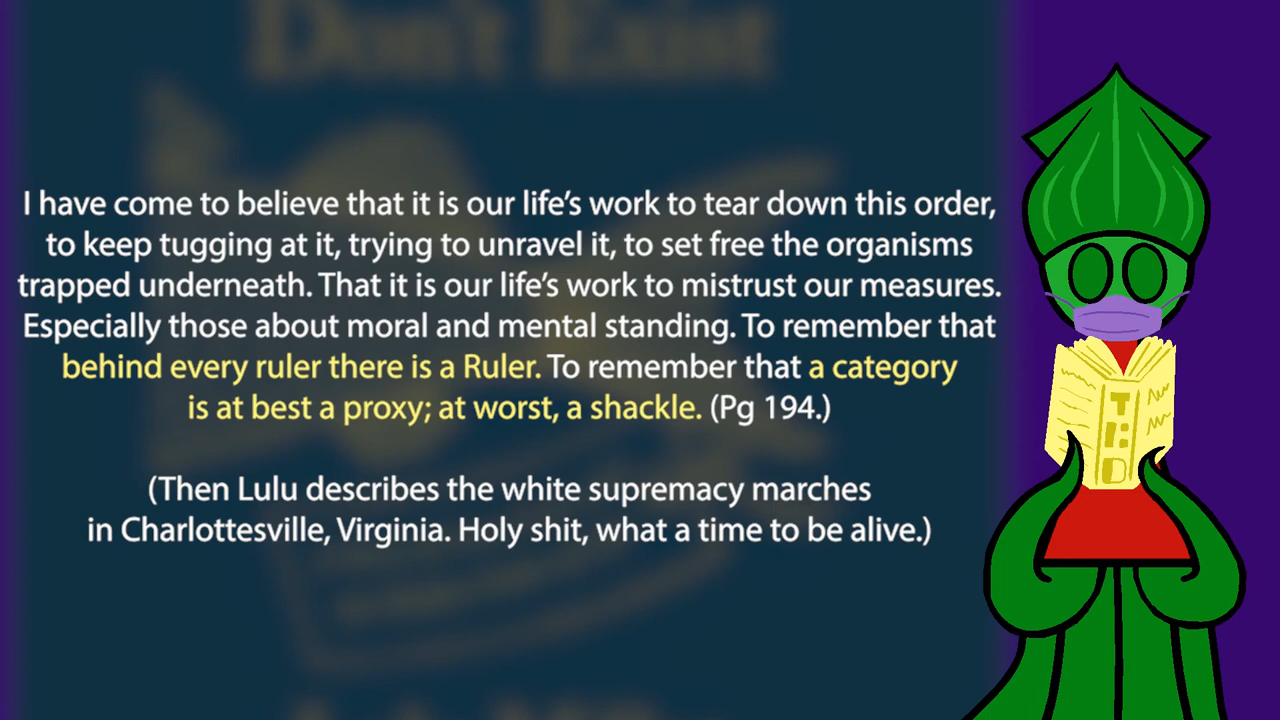 Don't Exist
I have come to believe that it is our life's work to tear down this order,
to keep tugging at it, trying to unravel it, to set free the organisms
trapped underneath. That it is our life's work to mistrust our measures.
Especially those about moral and mental standing. To remember that
behind every ruler there is a Ruler. To remember that a category
is at best a proxy; at worst, a shackle. (Pg 194.)
(Then Lulu describes the white supremacy marches
in Charlottesville, Virginia. Holy shit, what a time to be alive.)
TED